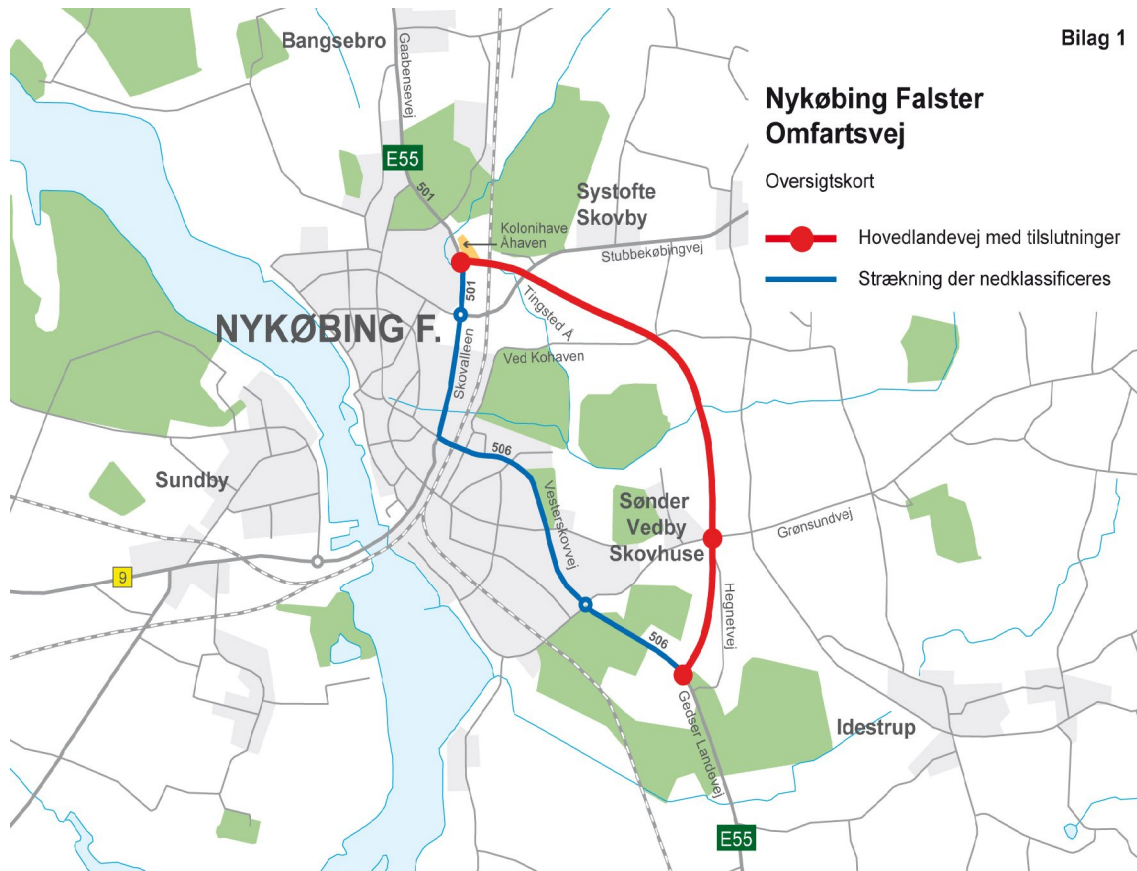 Bilag 1
Nykøbing Falster
Omfartsvej
Oversigtskort
Hovedlandevej med tilslutninger
Strækning der nedklassificeres
Bangsebro
Gaabensevej
E55
501
Systofte
Skovby
Kolonihave
Åhaven
Stubbekøbingvej
501
Tingsted Å
NYKØBING F.
Skovalleen
Ved Kohaven
506
Sundby
Vesterskovvej
Sønder
Vedby
Skovhuse
Grønsundvej
9
Hegnetvej
506
Gedser Landevej
Idestrup
E55